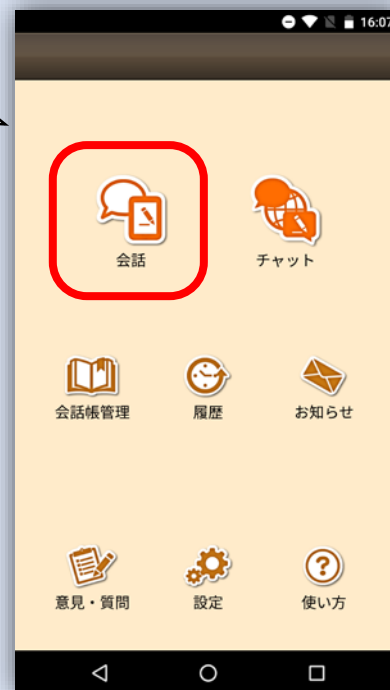 16:07
会話
チャット
会話帳管理
履歴
お知らせ
意見・質問
設定
使い方